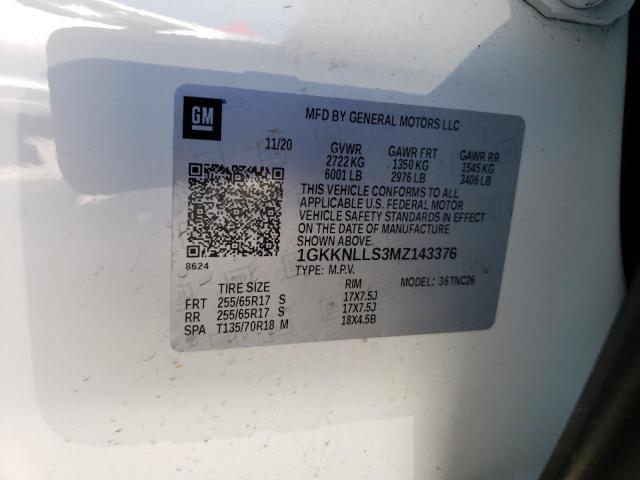 GM
MFD BY GENERAL MOTORS LLC
11/20 GVWR GAWR FRT GAWR RR
2722 KG 1350 KG 1545 KG
6001 LB 2976 LB 3406 LB
THIS VEHICLE CONFORMS TO ALL
APPLICABLE U.S. FEDERAL MOTOR
VEHICLE SAFETY STANDARDS IN EFFECT
ON THE DATE OF MANUFACTURE
SHOWN ABOVE.
8624 1GKKNLLS3MZ143376
TYPE: M.P.V. MODEL: 36TNC26
TIRE SIZE RIM
FRT 255/65R17 S 17X7.5J
RR 255/65R17 S 17X7.5J
SPA T135/70R18 M 18X4.5B